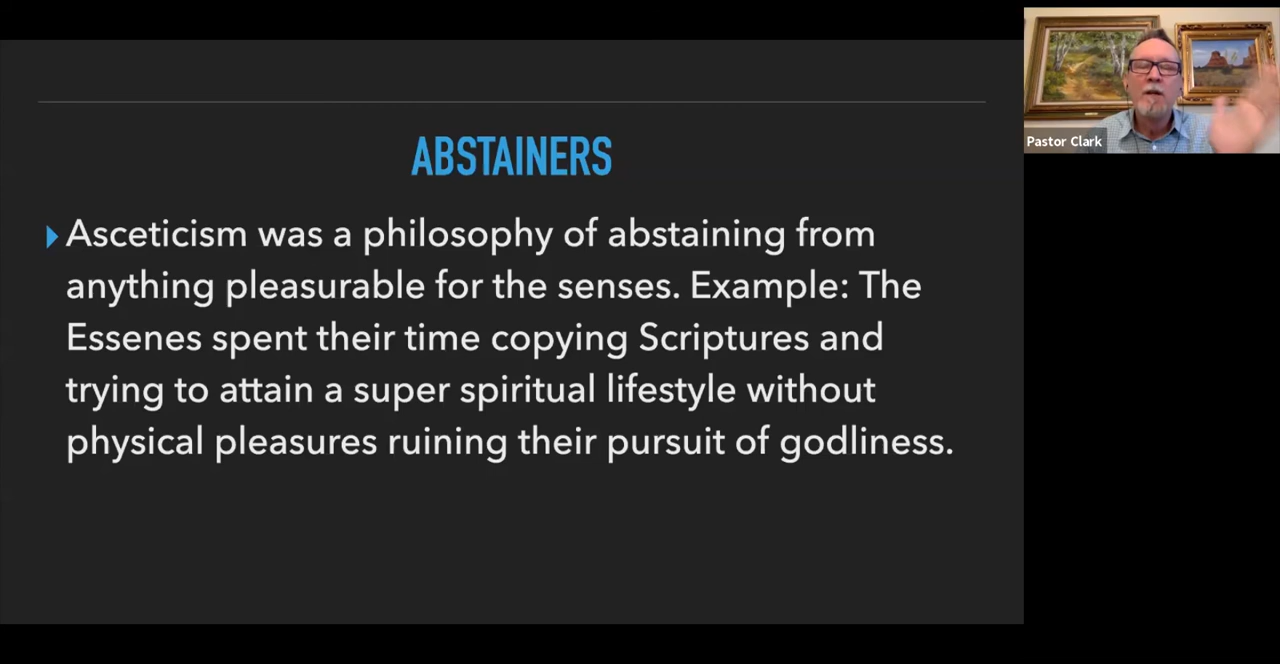 ABSTAINERS
Asceticism was a philosophy of abstaining from
anything pleasurable for the senses. Example: The
Essenes spent their time copying Scriptures and
trying to attain a super spiritual lifestyle without
physical pleasures ruining their pursuit of godliness.
Pastor Clark